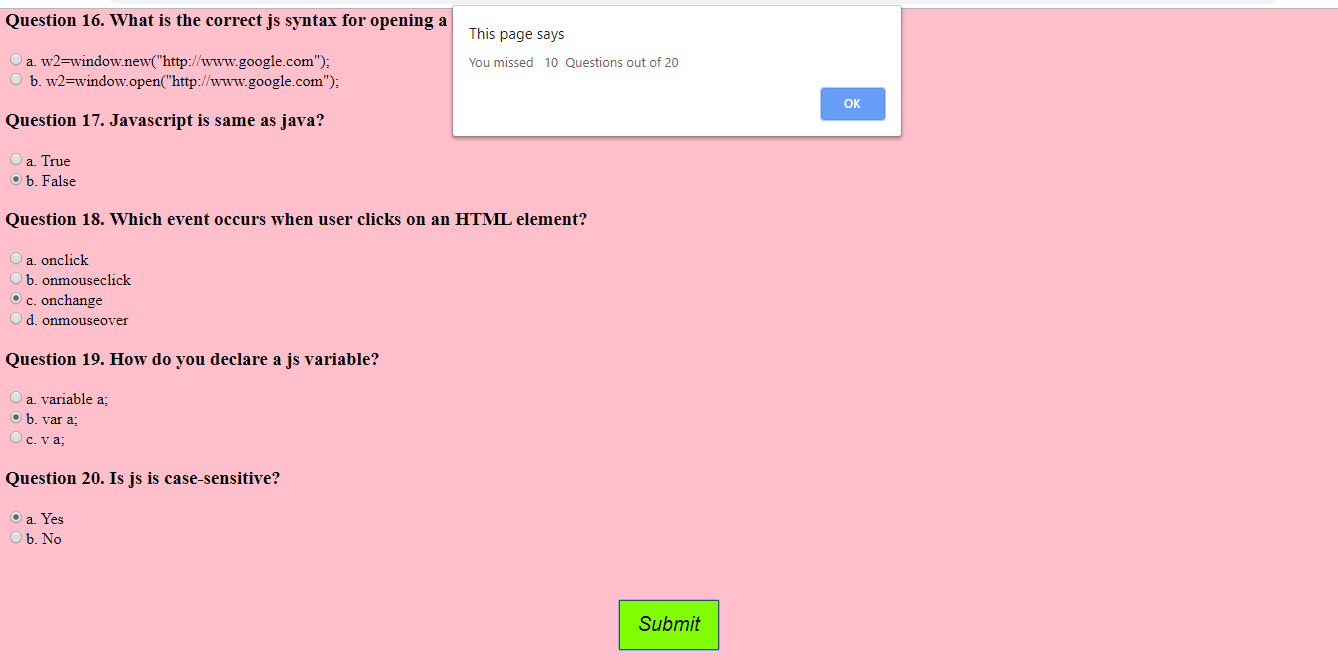 Question 16. What is the correct js syntax for opening a
a. w2=window.new("http://www.google.com");
b. w2=window.open("http://www.google.com");
This page says
You missed 10 Questions out of 20
OK
Question 17. Javascript is same as java?
a. True
b. False
Question 18. Which event occurs when user clicks on an HTML element?
a. onclick
b. onmouseclick
c. onchange
d. onmouseover
Question 19. How do you declare a js variable?
a. variable a;
b. var a;
c. v a;
Question 20. Is js is case-sensitive?
a. Yes
b. No
Submit